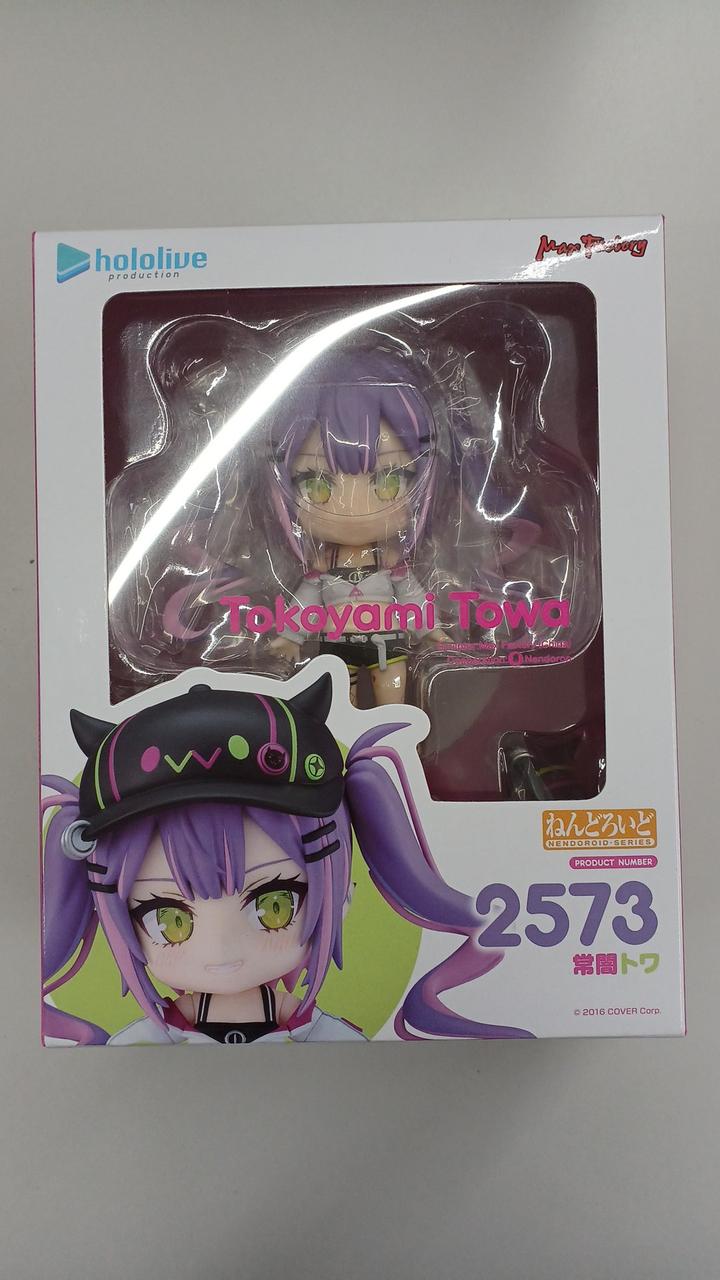 hololive
production
Max Factory
Tokoyami Towa
Nendoron
ねんどろいど
NENDOROID-SERIES
PRODUCT NUMBER
2573
常闇トワ
© 2016 COVER Corp.